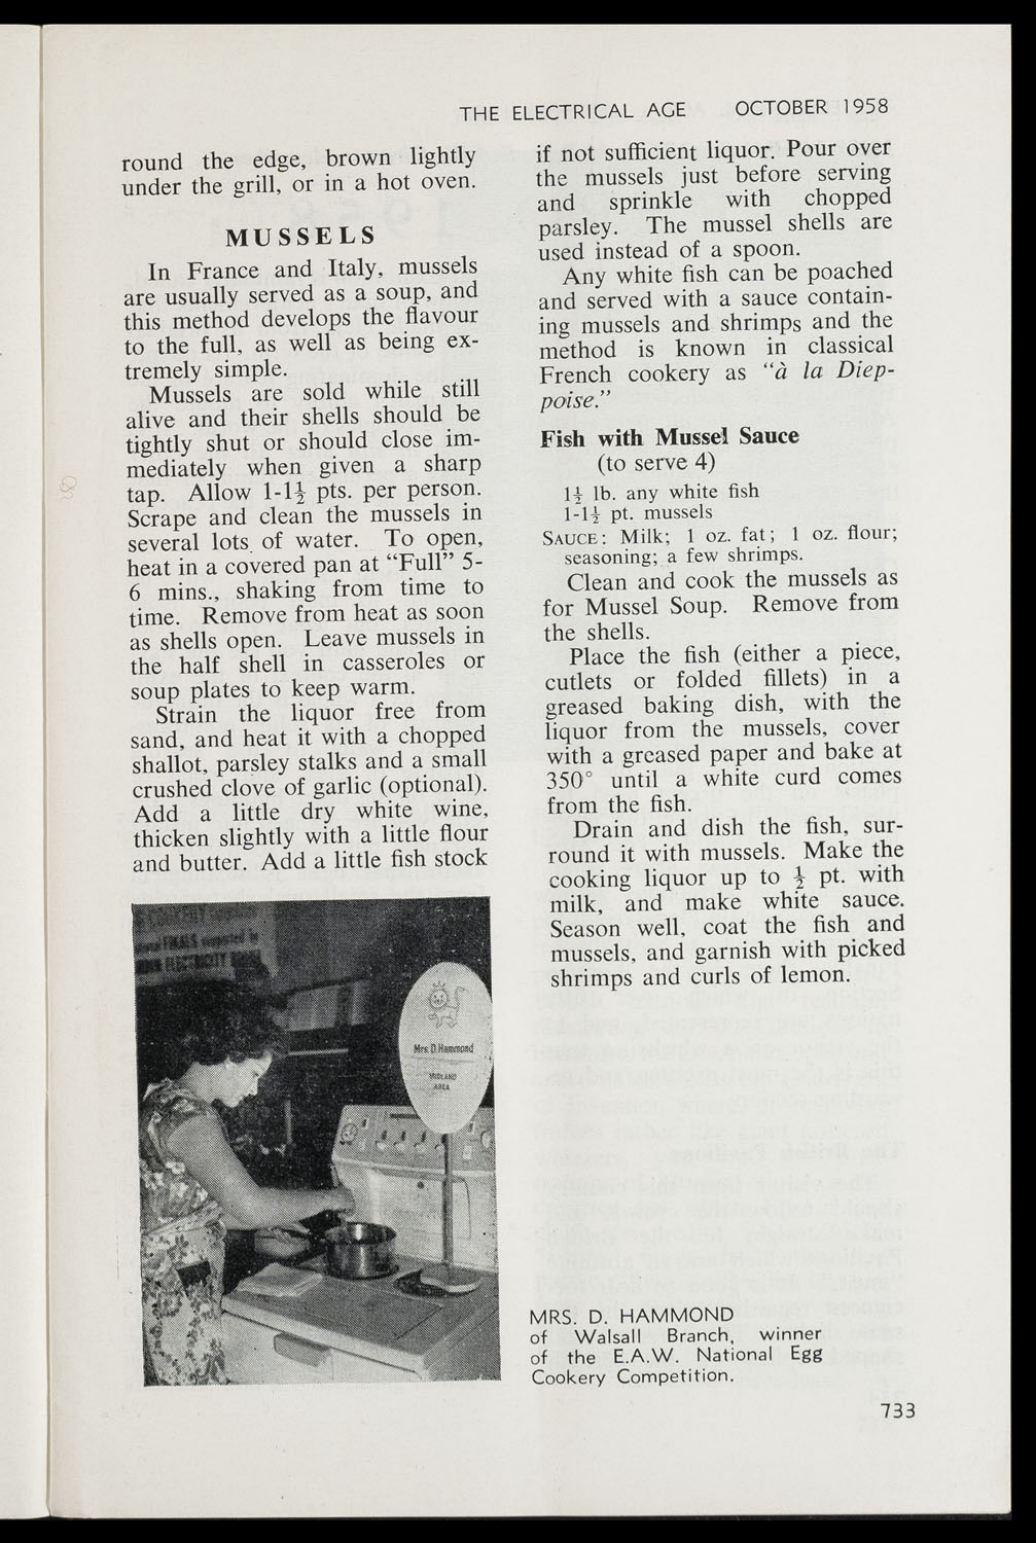 THE ELECTRICAL AGE OCTOBER 1958
round the edge, brown lightly
under the grill, or in a hot oven.
MUSSELS
In France and Italy, mussels
are usually served as a soup, and
this method develops the flavour
to the full, as well as being ex-
tremely simple.
Mussels are sold while still
alive and their shells should be
tightly shut or should close im-
mediately when given a sharp
tap. Allow 1-1½ pts. per person.
Scrape and clean the mussels in
several lots of water. To open,
heat in a covered pan at "Full" 5-
6 mins., shaking from time to
time. Remove from heat as soon
as shells open. Leave mussels in
the half shell in casseroles or
soup plates to keep warm.
Strain the liquor free from
sand, and heat it with a chopped
shallot, parsley stalks and a small
crushed clove of garlic (optional).
Add a little dry white wine,
thicken slightly with a little flour
and butter. Add a little fish stock
if not sufficient liquor. Pour over
the mussels just before serving
and sprinkle with chopped
parsley. The mussel shells are
used instead of a spoon.
Any white fish can be poached
and served with a sauce contain-
ing mussels and shrimps and the
method is known in classical
French cookery as "à la Diep-
poise."
Fish with Mussel Sauce
(to serve 4)
1½ lb. any white fish
1-1½ pt. mussels
SAUCE: Milk; 1 oz. fat; 1 oz. flour;
seasoning; a few shrimps.
Clean and cook the mussels as
for Mussel Soup. Remove from
the shells.
Place the fish (either a piece,
cutlets or folded fillets) in a
greased baking dish, with the
liquor from the mussels, cover
with a greased paper and bake at
350° until a white curd comes
from the fish.
Drain and dish the fish, sur-
round it with mussels. Make the
cooking liquor up to ½ pt. with
milk, and make white sauce.
Season well, coat the fish and
mussels, and garnish with picked
shrimps and curls of lemon.
COOKERY
FINALS
ELECTRICITY
Mrs D. Hammond
MIDLAND
AREA
MRS. D. HAMMOND
of Walsall Branch, winner
of the E.A.W. National Egg
Cookery Competition.
733